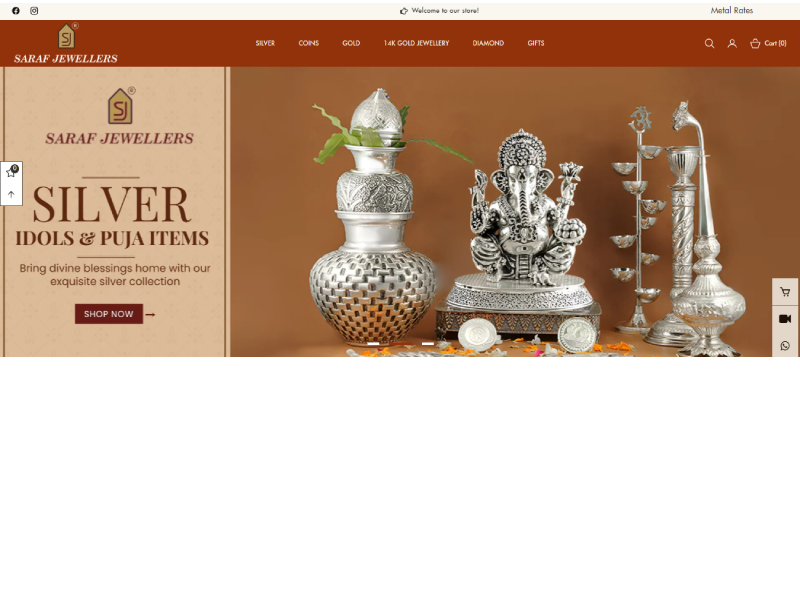 Welcome to our store!
Metal Rates
SJ
®
SARAF JEWELLERS
SILVER
COINS
GOLD
14K GOLD JEWELLERY
DIAMOND
GIFTS
Cart (0)
SJ
®
SARAF JEWELLERS
0
SILVER
IDOLS & PUJA ITEMS
Bring divine blessings home with our
exquisite silver collection
SHOP NOW